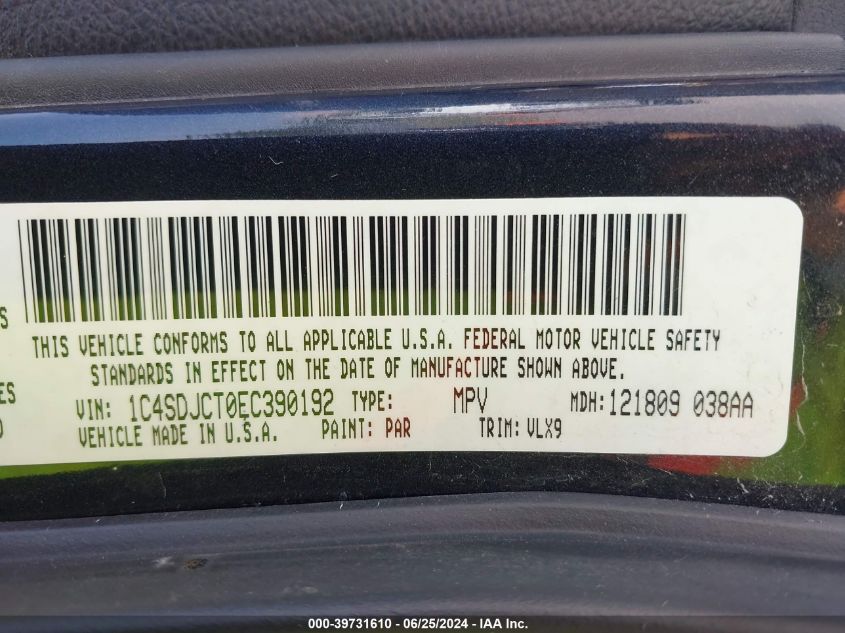 S
THIS VEHICLE CONFORMS TO ALL APPLICABLE U.S.A. FEDERAL MOTOR VEHICLE SAFETY
ES
STANDARDS IN EFFECT ON THE DATE OF MANUFACTURE SHOWN ABOVE.
VIN: 1C4SDJCT0EC390192 TYPE: MPV MDH: 121809 038AA
VEHICLE MADE IN U.S.A. PAINT: PAR TRIM: VLX9
000-39731610 / 06/25/2024 - IAA Inc.